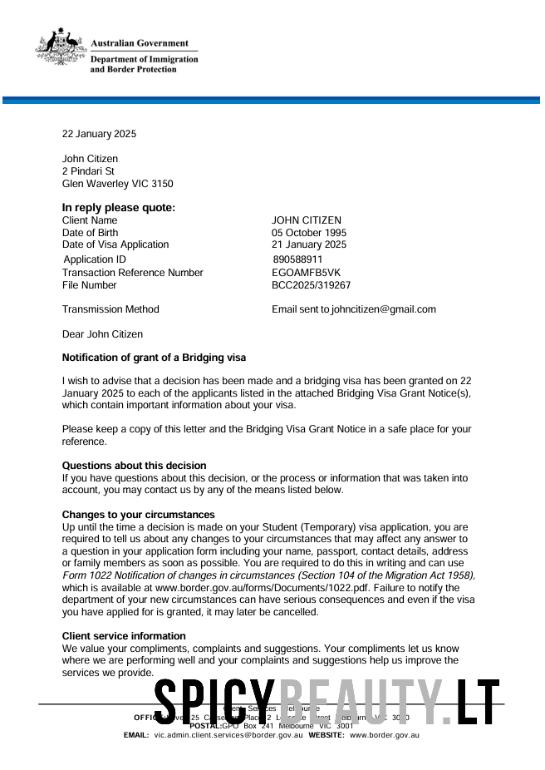 Australian Government
Department of Immigration
and Border Protection
22 January 2025
John Citizen
2 Pindari St
Glen Waverley VIC 3150
In reply please quote:
Client Name JOHN CITIZEN
Date of Birth 05 October 1995
Date of Visa Application 21 January 2025
Application ID 890588911
Transaction Reference Number EGOAMFB5VK
File Number BCC2025/319267
Transmission Method Email sent to johncitizen@gmail.com
Dear John Citizen
Notification of grant of a Bridging visa
I wish to advise that a decision has been made and a bridging visa has been granted on 22
January 2025 to each of the applicants listed in the attached Bridging Visa Grant Notice(s),
which contain important information about your visa.
Please keep a copy of this letter and the Bridging Visa Grant Notice in a safe place for your
reference.
Questions about this decision
If you have questions about this decision, or the process or information that was taken into
account, you may contact us by any of the means listed below.
Changes to your circumstances
Up until the time a decision is made on your Student (Temporary) visa application, you are
required to tell us about any changes to your circumstances that may affect any answer to
a question in your application form including your name, passport, contact details, address
or family members as soon as possible. You are required to do this in writing and can use
Form 1022 Notification of changes in circumstances (Section 104 of the Migration Act 1958),
which is available at www.border.gov.au/forms/Documents/1022.pdf. Failure to notify the
department of your new circumstances can have serious consequences and even if the visa
you have applied for is granted, it may later be cancelled.
Client service information
We value your compliments, complaints and suggestions. Your compliments let us know
where we are performing well and your complaints and suggestions help us improve the
services we provide.
SPICYBEAUTY.LT
POSTAL:GPO Box 241 Melbourne VIC 3001
EMAIL: vic.admin.client.services@border.gov.au WEBSITE: www.border.gov.au